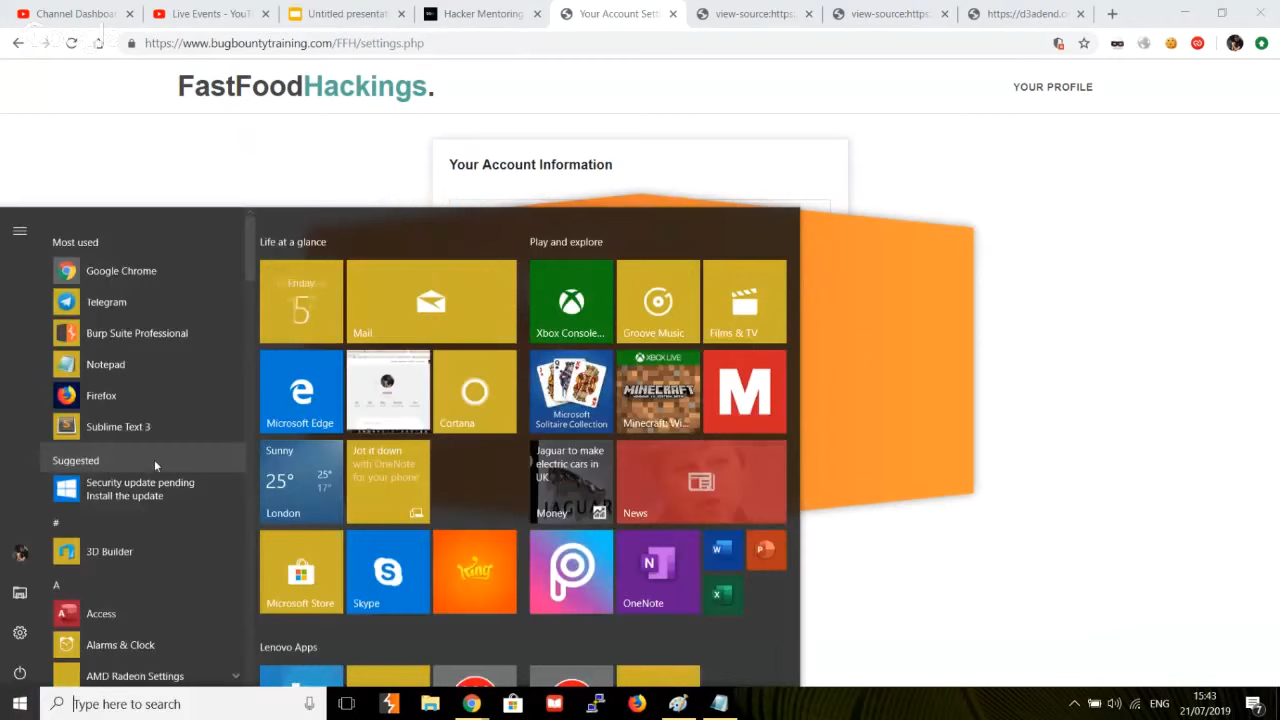 Channel Dashboa
Live Events - YouT
Untitled presentat
Hacker Mentoring
Your Account Sett
view-source:https:
view-source:https:
https://d3adend.c
https://www.bugbountytraining.com/FFH/settings.php
FastFoodHackings.
YOUR PROFILE
Your Account Information
Most used
Google Chrome
Telegram
Burp Suite Professional
Notepad
Firefox
Sublime Text 3
Suggested
Security update pending
Install the update
#
3D Builder
A
Access
Alarms & Clock
AMD Radeon Settings
Life at a glance
Friday
5
Mail
Microsoft Edge
Cortana
Sunny
25°
25°
17°
London
Jot it down
with OneNote
for your phone
Microsoft Store
Skype
King
Lenovo Apps
Play and explore
Xbox Console...
Groove Music
Films & TV
Microsoft
Solitaire Collection
XBOX LIVE
MINECRAFT
Minecraft: Wi...
M
Jaguar to make
electric cars in
UK
JAGUAR
Money
News
P
N
OneNote
W
P
X
Type here to search
ENG
15:43
21/07/2019
7